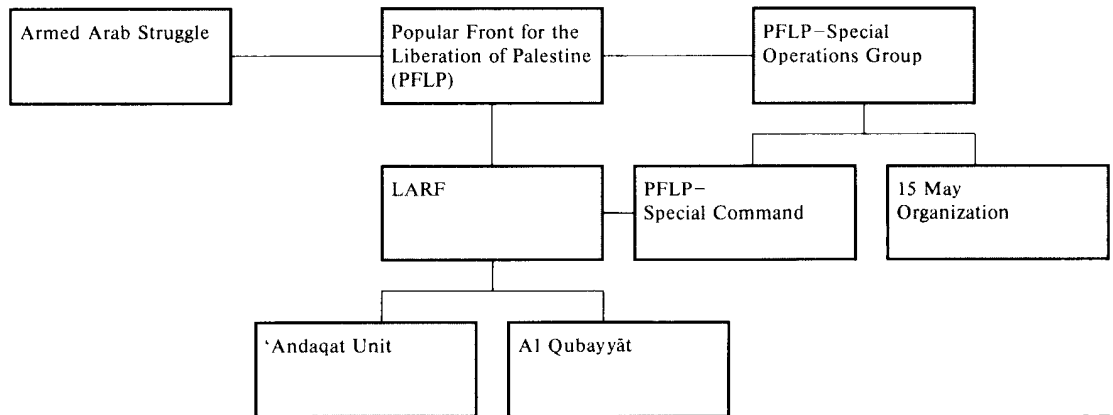 Armed Arab Struggle
Popular Front for the
Liberation of Palestine
(PFLP)
PFLP–Special
Operations Group
LARF
PFLP–
Special Command
15 May
Organization
‘Andaqat Unit
Al Qubayyāt